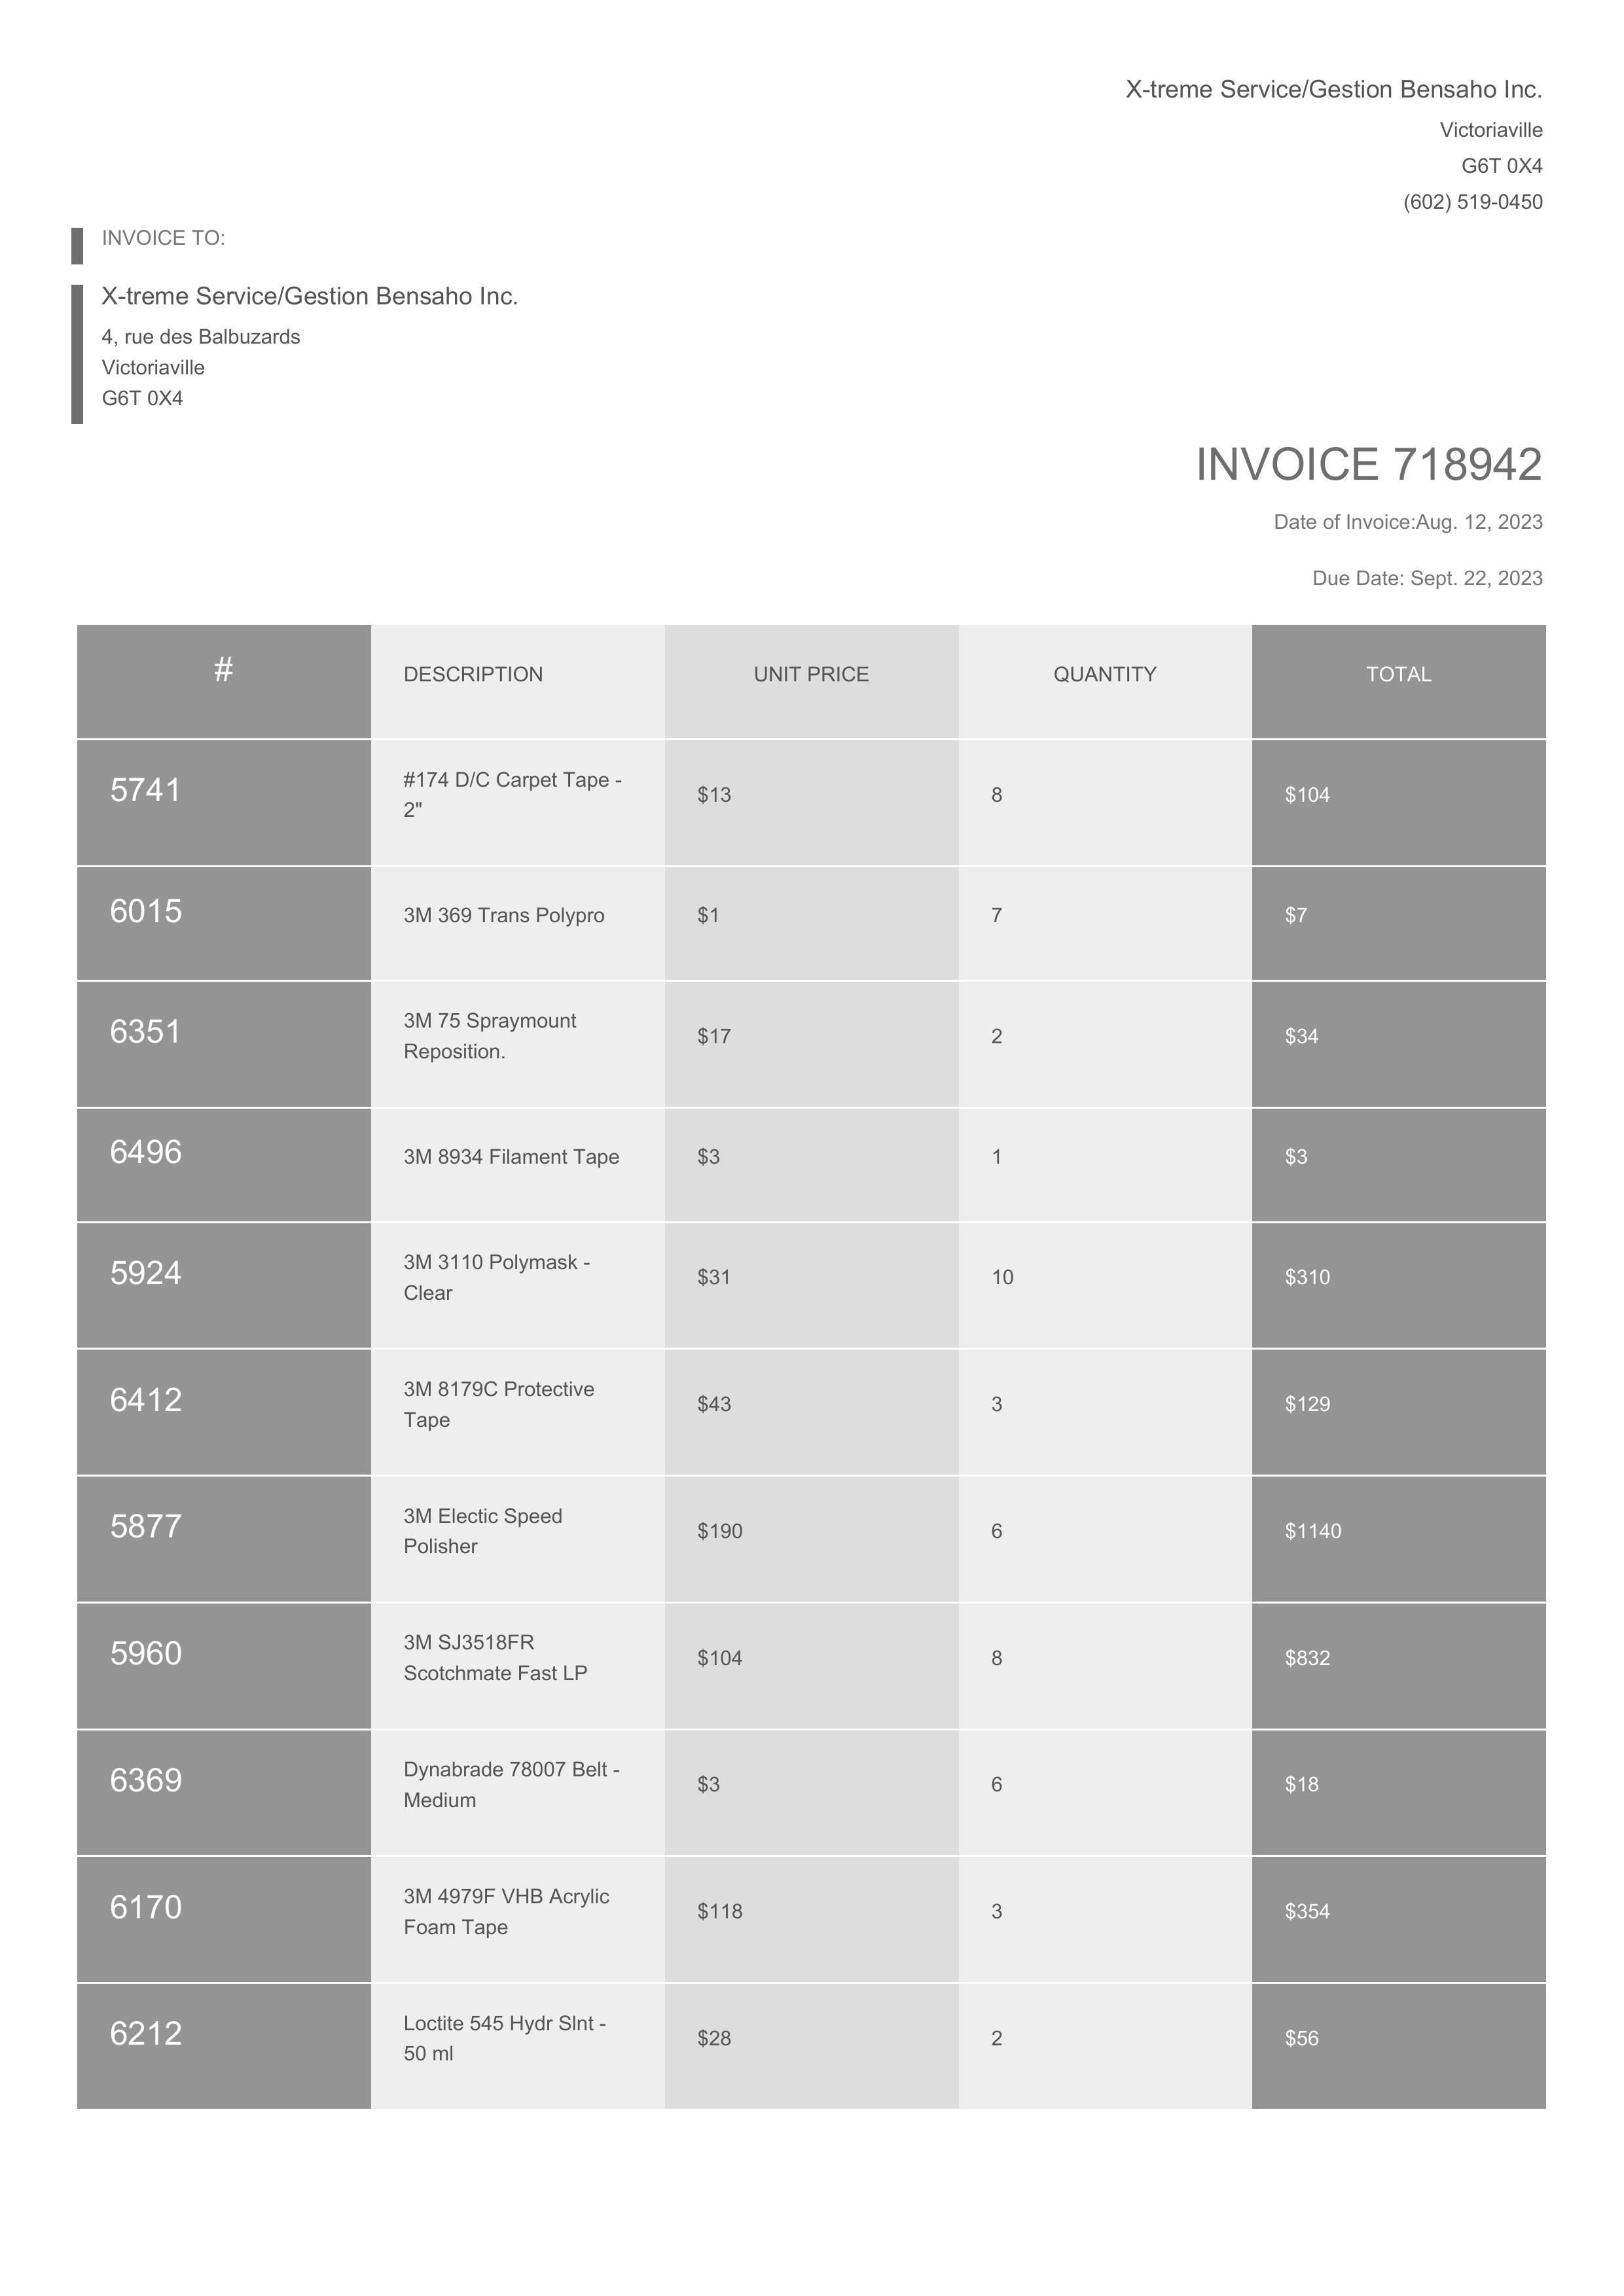 X-treme Service/Gestion Bensaho Inc.
Victoriaville
G6T 0X4
(602) 519-0450
INVOICE TO:
X-treme Service/Gestion Bensaho Inc.
4, rue des Balbuzards
Victoriaville
G6T 0X4
INVOICE 718942
Date of Invoice:Aug. 12, 2023
Due Date: Sept. 22, 2023
# DESCRIPTION UNIT PRICE QUANTITY TOTAL
5741 #174 D/C Carpet Tape - $13 8 $104
2"
6015 3M 369 Trans Polypro $1 7 $7
6351 3M 75 Spraymount $17 2 $34
Reposition.
6496 3M 8934 Filament Tape $3 1 $3
5924 3M 3110 Polymask - $31 10 $310
Clear
6412 3M 8179C Protective $43 3 $129
Tape
5877 3M Electic Speed $190 6 $1140
Polisher
5960 3M SJ3518FR $104 8 $832
Scotchmate Fast LP
6369 Dynabrade 78007 Belt - $3 6 $18
Medium
6170 3M 4979F VHB Acrylic $118 3 $354
Foam Tape
6212 Loctite 545 Hydr Slnt - $28 2 $56
50 ml